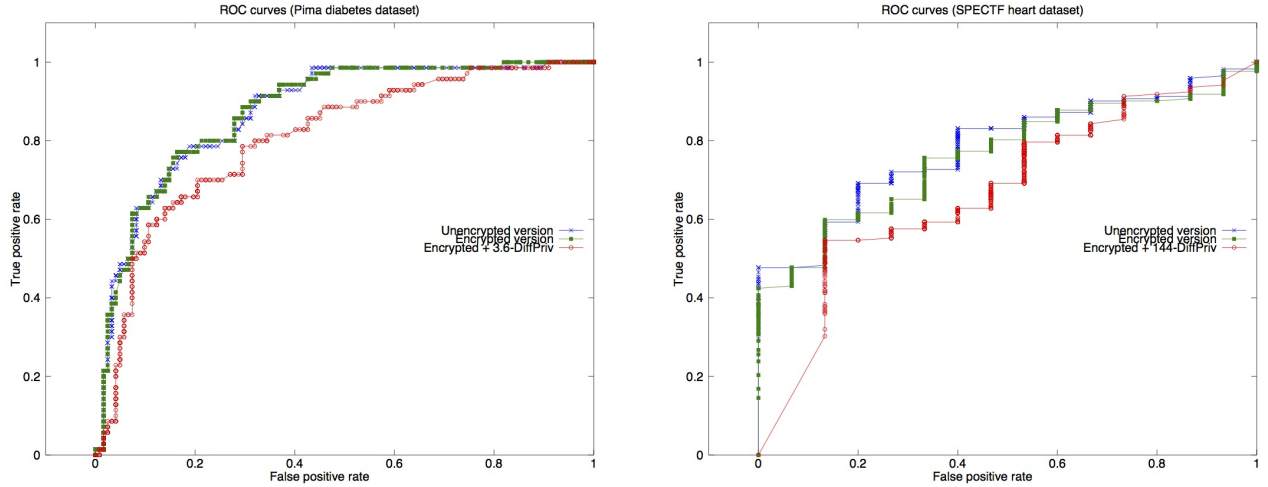 ROC curves (Pima diabetes dataset)
1
0.8
0.6
0.4
0.2
0
True positive rate
Unencrypted version
Encrypted version
Encrypted + 3.6-DiffPriv
0
0.2
0.4
0.6
0.8
1
False positive rate
ROC curves (SPECTF heart dataset)
1
0.8
0.6
0.4
0.2
0
True positive rate
Unencrypted version
Encrypted version
Encrypted + 144-DiffPriv
0
0.2
0.4
0.6
0.8
1
False positive rate